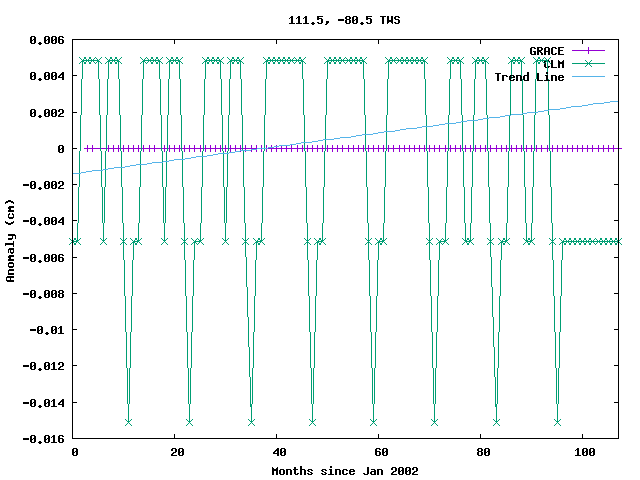 111.5, -80.5 TWS
GRACE
CLM
Trend Line
0.006
0.004
0.002
0
-0.002
-0.004
-0.006
-0.008
-0.01
-0.012
-0.014
-0.016
Anomaly (cm)
0 20 40 60 80 100
Months since Jan 2002